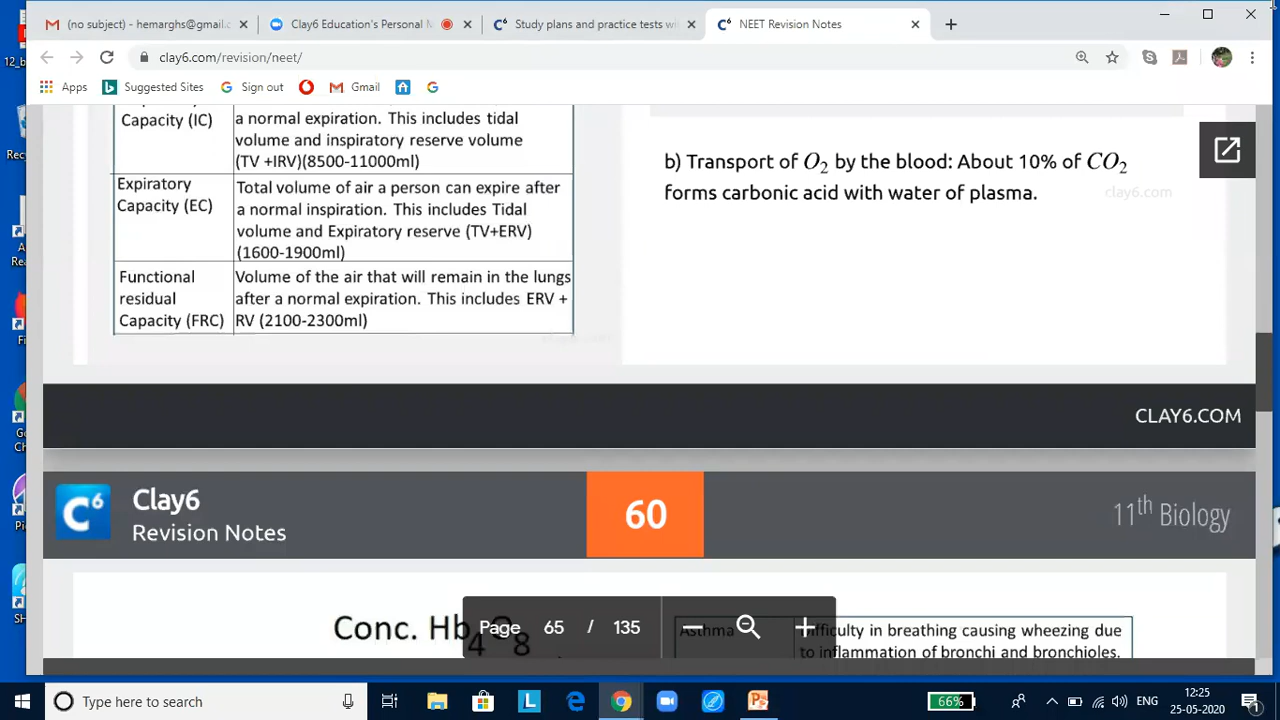 (no subject) - hemarghs@gmail.c
Clay6 Education's Personal M
Study plans and practice tests wi
NEET Revision Notes
clay6.com/revision/neet/
Apps
Suggested Sites
Sign out
Gmail
Capacity (IC)
a normal expiration. This includes tidal
volume and inspiratory reserve volume
(TV +IRV)(8500-11000ml)
Expiratory
Capacity (EC)
Total volume of air a person can expire after
a normal inspiration. This includes Tidal
volume and Expiratory reserve (TV+ERV)
(1600-1900ml)
Functional
residual
Capacity (FRC)
Volume of the air that will remain in the lungs
after a normal expiration. This includes ERV +
RV (2100-2300ml)
b) Transport of O₂ by the blood: About 10% of CO₂
forms carbonic acid with water of plasma.
clay6.com
CLAY6.COM
C⁶
Clay6
Revision Notes
60
11th Biology
Conc. Hb₄O₈
Asthma
Difficulty in breathing causing wheezing due
to inflammation of bronchi and bronchioles.
Page 65 / 135
Type here to search
66%
ENG
12:25
25-05-2020